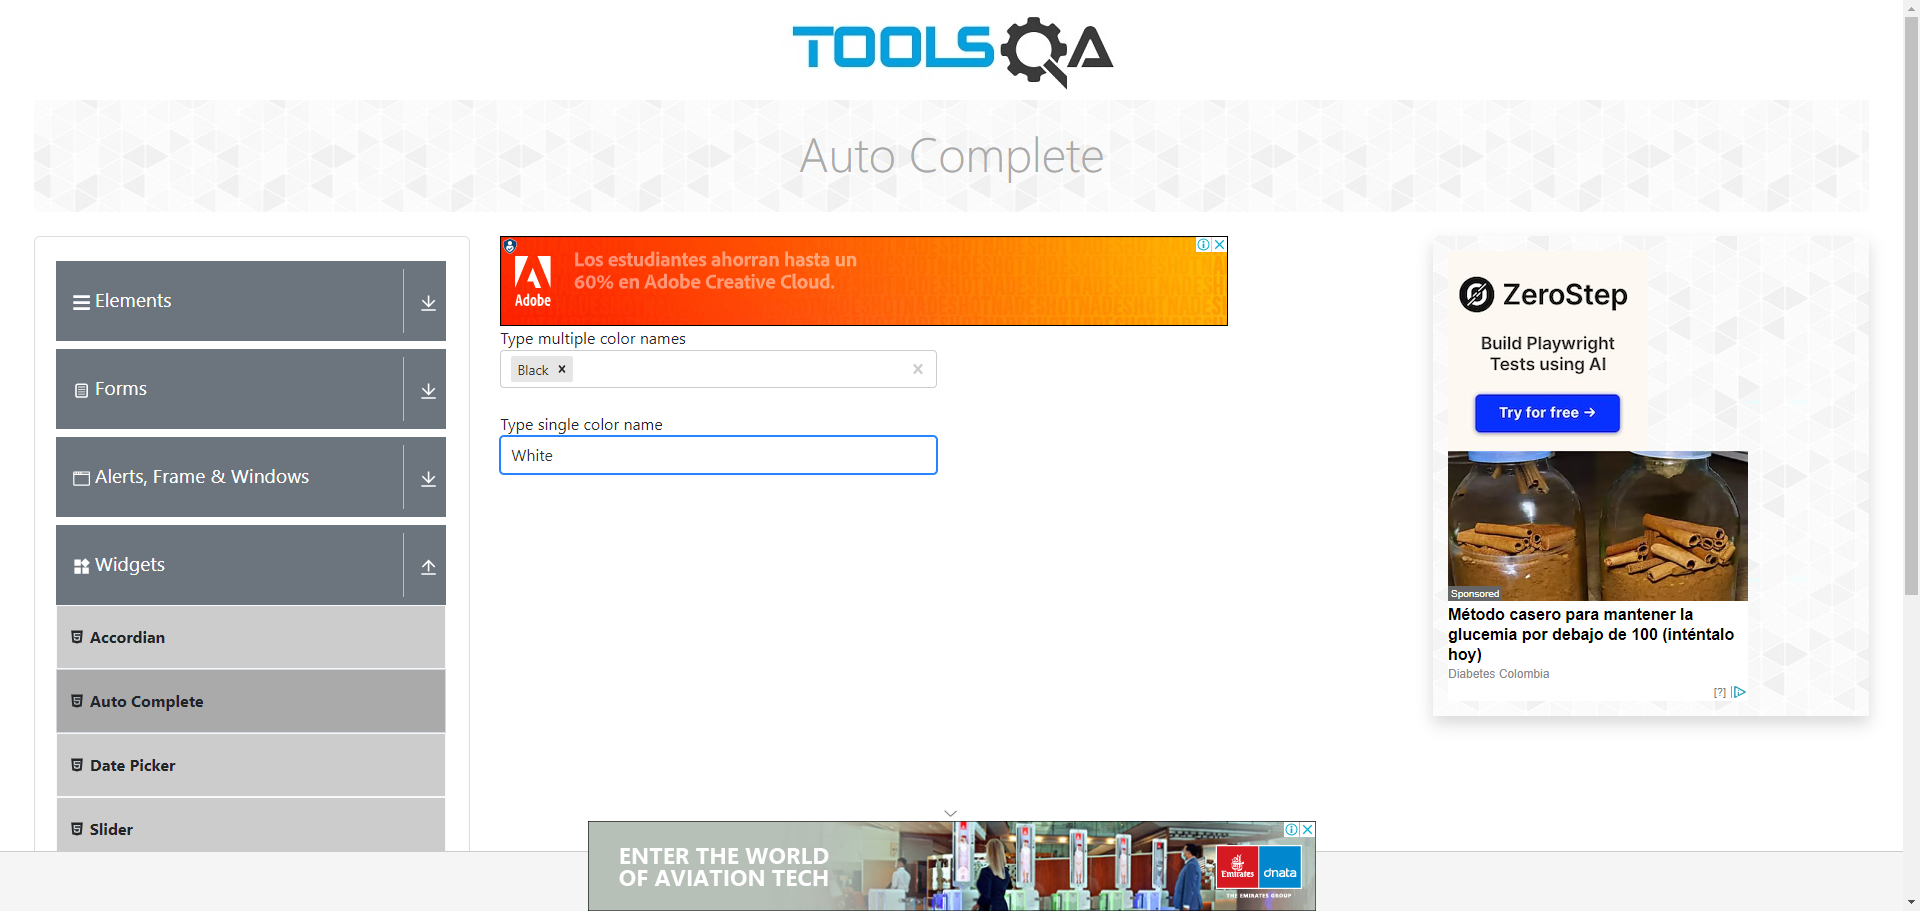 TOOLSQA
Auto Complete
Elements
Forms
Alerts, Frame & Windows
Widgets
Accordian
Auto Complete
Date Picker
Slider
Adobe
Los estudiantes ahorran hasta un
60% en Adobe Creative Cloud.
Type multiple color names
Black
Type single color name
White
ZeroStep
Build Playwright
Tests using AI
Try for free →
Sponsored
Método casero para mantener la
glucemia por debajo de 100 (inténtalo
hoy)
Diabetes Colombia
[?]
ENTER THE WORLD
OF AVIATION TECH
Emirates
dnata
THE EMIRATES GROUP